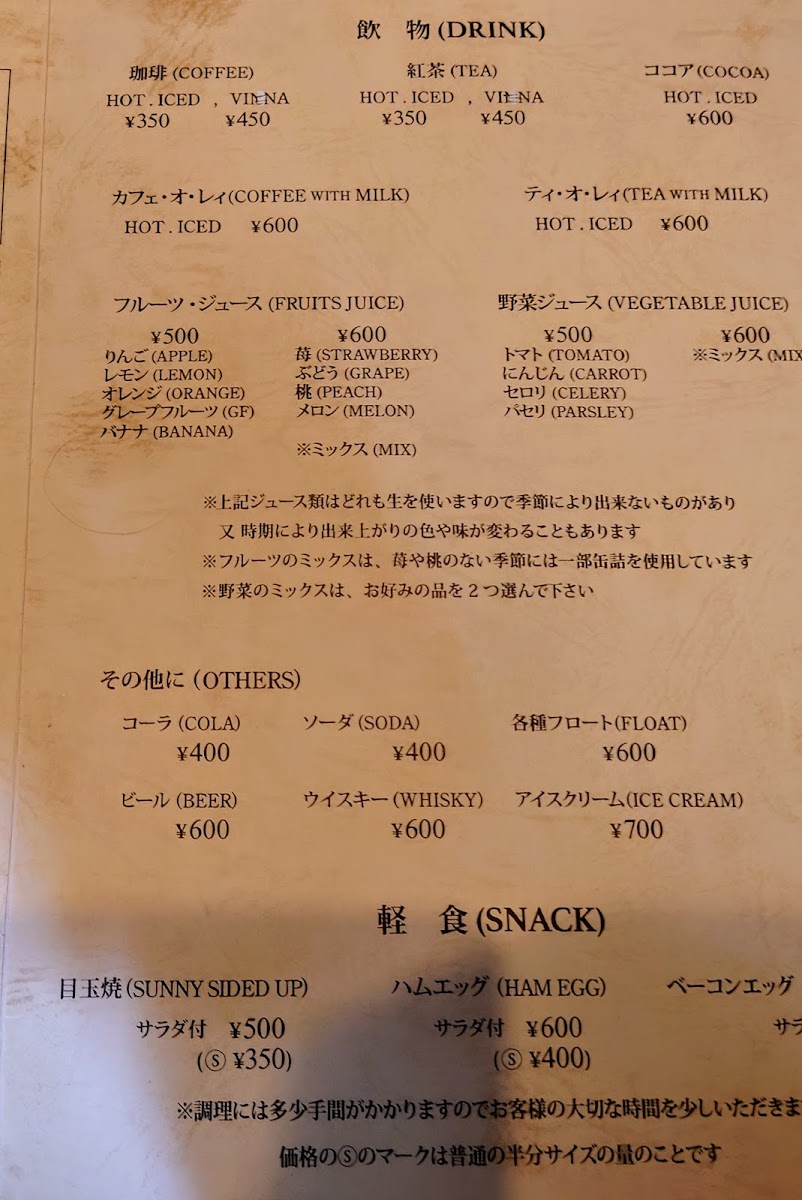 飲 物 (DRINK)
珈琲 (COFFEE) 紅茶 (TEA) ココア (COCOA)
HOT . ICED , VIENNA HOT . ICED , VIENNA HOT . ICED
¥350 ¥450 ¥350 ¥450 ¥600
カフェ・オ・レィ(COFFEE WITH MILK) ティ・オ・レィ(TEA WITH MILK)
HOT . ICED ¥600 HOT . ICED ¥600
フルーツ・ジュース (FRUITS JUICE) 野菜ジュース (VEGETABLE JUICE)
¥500 ¥600 ¥500 ¥600
りんご (APPLE) 苺 (STRAWBERRY) トマト (TOMATO) ※ミックス (MIX
レモン (LEMON) ぶどう (GRAPE) にんじん (CARROT)
オレンジ (ORANGE) 桃 (PEACH) セロリ (CELERY)
グレープフルーツ (GF) メロン (MELON) パセリ (PARSLEY)
バナナ (BANANA)
※ミックス (MIX)
※上記ジュース類はどれも生を使いますので季節により出来ないものがあり
又 時期により出来上がりの色や味が変わることもあります
※フルーツのミックスは、苺や桃のない季節には一部缶詰を使用しています
※野菜のミックスは、お好みの品を2つ選んで下さい
その他に (OTHERS)
コーラ (COLA) ソーダ (SODA) 各種フロート(FLOAT)
¥400 ¥400 ¥600
ビール (BEER) ウイスキー (WHISKY) アイスクリーム(ICE CREAM)
¥600 ¥600 ¥700
軽 食 (SNACK)
目玉焼 (SUNNY SIDED UP) ハムエッグ (HAM EGG) ベーコンエッグ
サラダ付 ¥500 サラダ付 ¥600 サラ
(Ⓢ ¥350) (Ⓢ ¥400)
※調理には多少手間がかかりますのでお客様の大切な時間を少しいただきま
価格のⓈのマークは普通の半分サイズの量のことです